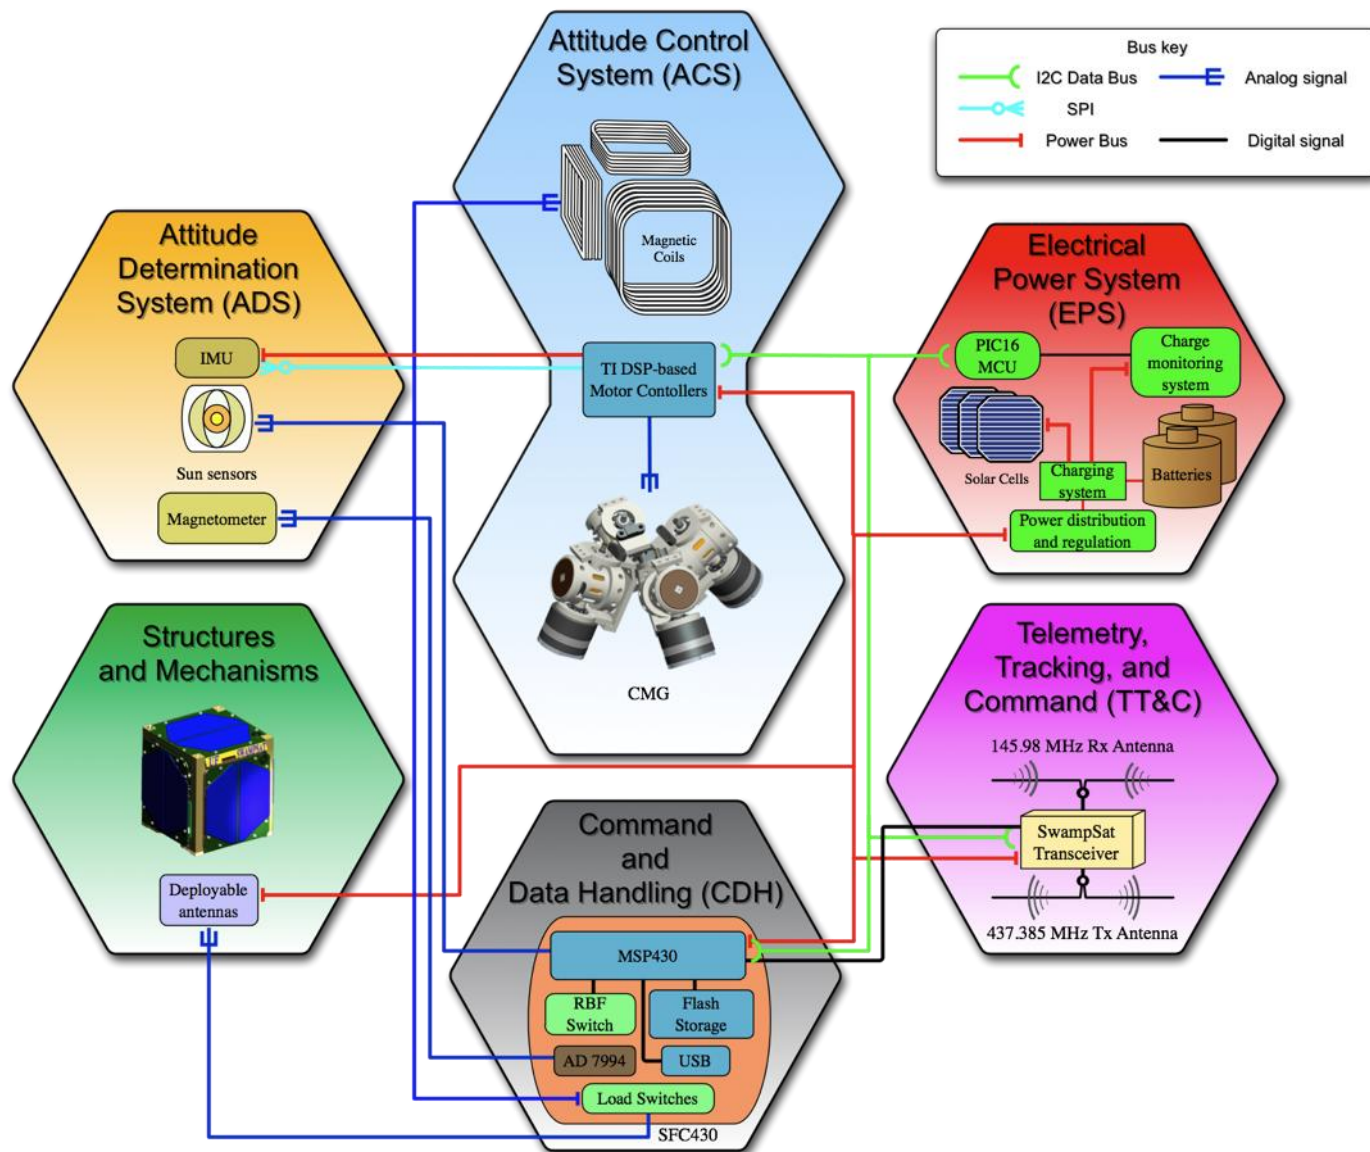 Attitude Control
System (ACS)
Magnetic
Coils
TI DSP-based
Motor Contollers
CMG
Bus key
I2C Data Bus
Analog signal
SPI
Power Bus
Digital signal
Attitude
Determination
System (ADS)
IMU
Sun sensors
Magnetometer
Electrical
Power System
(EPS)
PIC16
MCU
Charge
monitoring
system
Solar Cells
Charging
system
Batteries
Power distribution
and regulation
Structures
and Mechanisms
Deployable
antennas
Command
and
Data Handling (CDH)
MSP430
RBF
Switch
Flash
Storage
AD 7994
USB
Load Switches
SFC430
Telemetry,
Tracking, and
Command (TT&C)
145.98 MHz Rx Antenna
SwampSat
Transceiver
437.385 MHz Tx Antenna